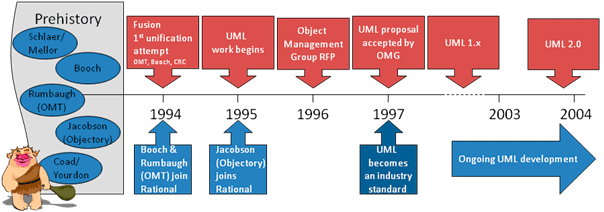 Prehistory
Schlaer/
Mellor
Booch
Rumbaugh
(OMT)
Jacobson
(Objectory)
Coad/
Yourdon
Fusion
1st unification
attempt
OMT, Booch, CRC
UML
work begins
Object
Management
Group RFP
UML proposal
accepted by
OMG
UML 1.x
UML 2.0
1994
1995
1996
1997
2003
2004
Booch &
Rumbaugh
(OMT) join
Rational
Jacobson
(Objectory)
joins
Rational
UML
becomes
an industry
standard
Ongoing UML development